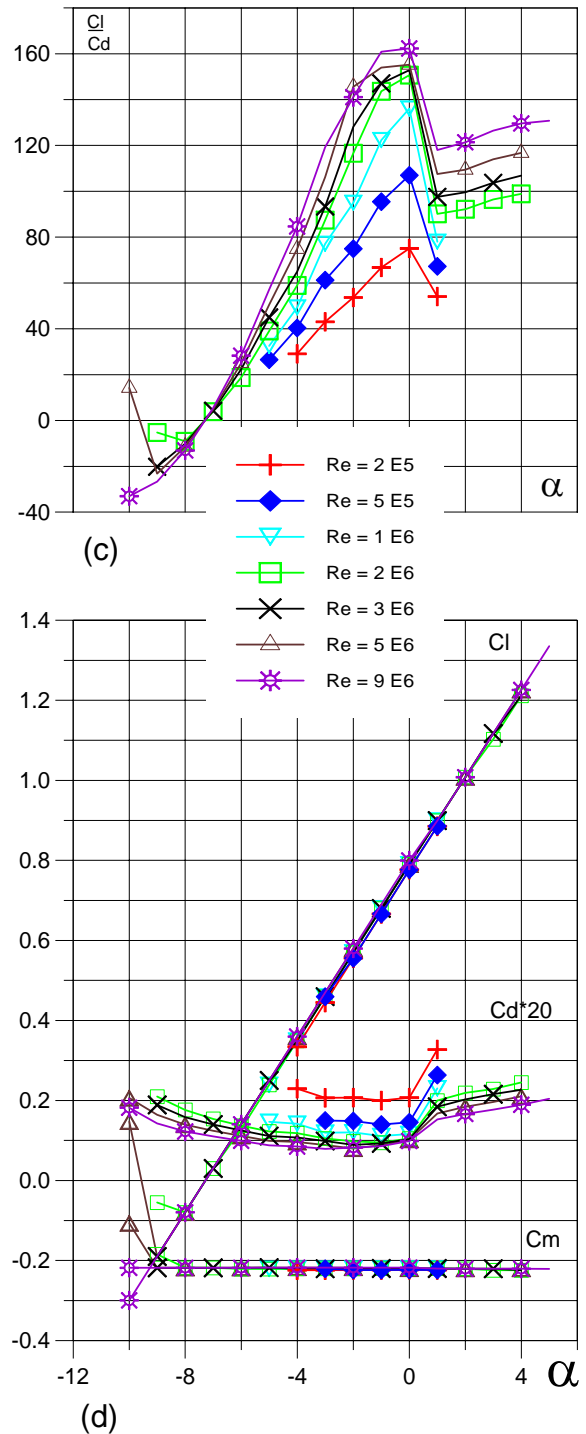 Cl
Cd
160
120
80
40
0
-40
α
(c)
Re = 2 E5
Re = 5 E5
Re = 1 E6
Re = 2 E6
Re = 3 E6
Re = 5 E6
Re = 9 E6
1.4
Cl
1.2
1.0
0.8
0.6
0.4
Cd*20
0.2
0.0
Cm
-0.2
-0.4
-12 -8 -4 0 4 α
(d)